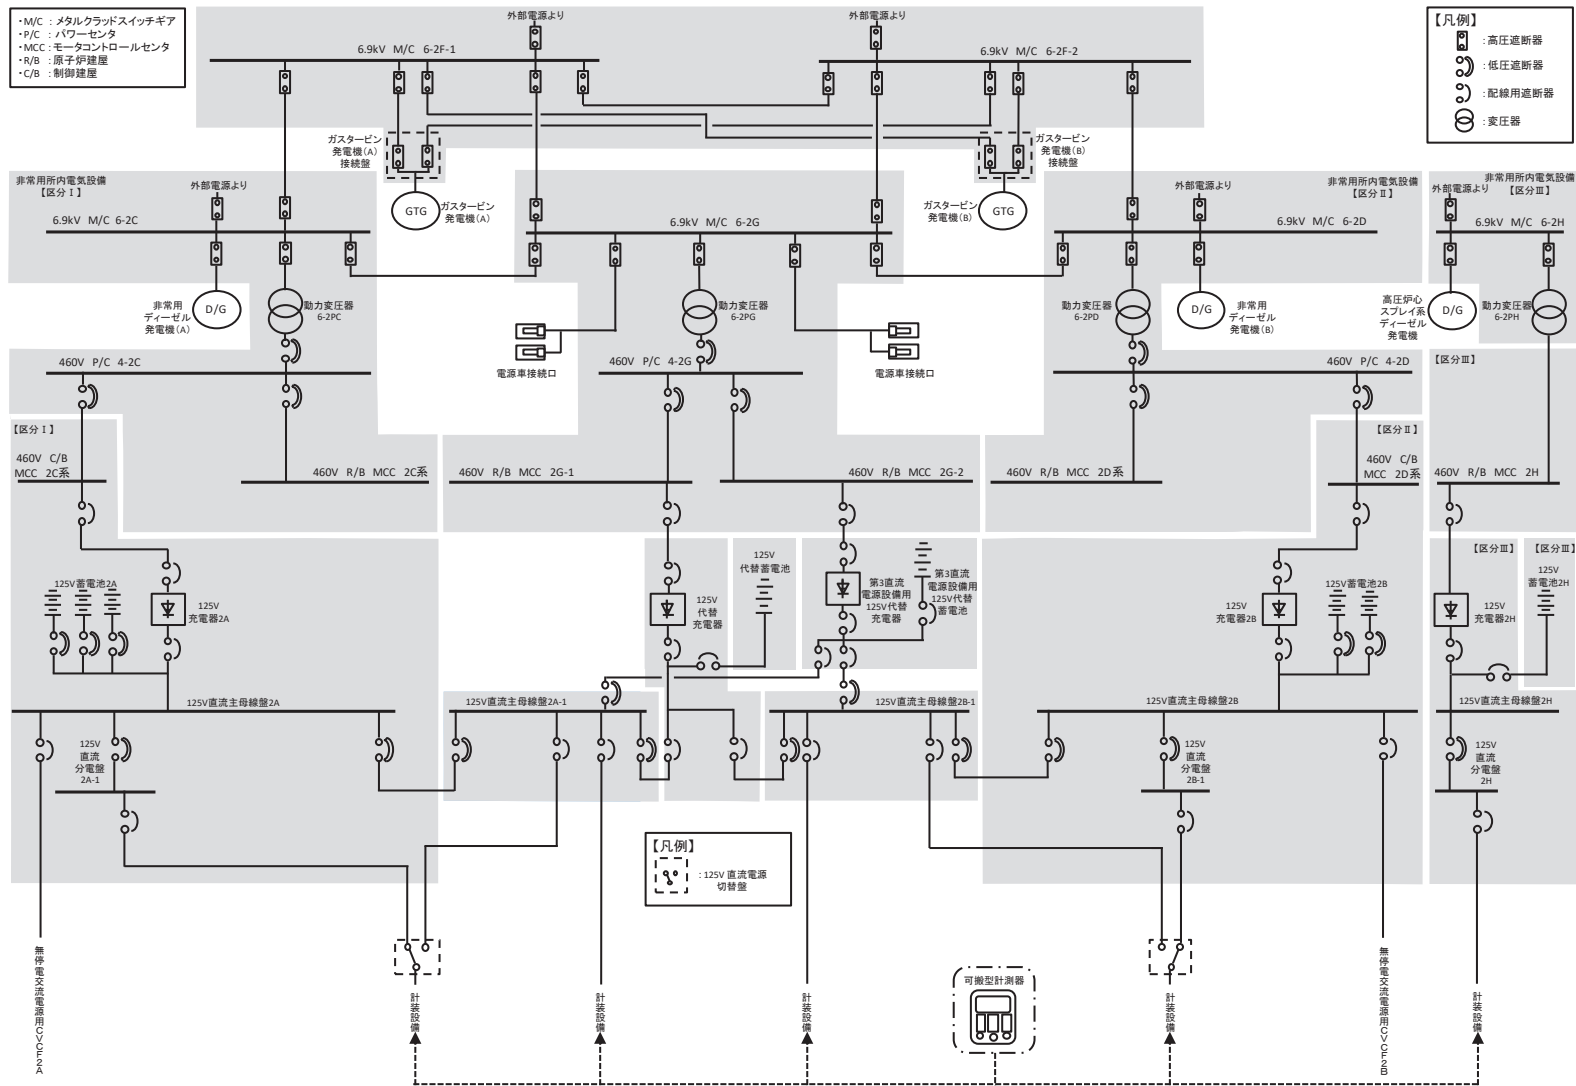 ・M/C ：メタルクラッドスイッチギア
・P/C ：パワーセンタ
・MCC：モータコントロールセンタ
・R/B ：原子炉建屋
・C/B ：制御建屋
外部電源より
外部電源より
6.9kV M/C 6-2F-1
6.9kV M/C 6-2F-2
【凡例】
：高圧遮断器
：低圧遮断器
：配線用遮断器
：変圧器
ガスタービン
発電機(A)
接続盤
ガスタービン
発電機(B)
接続盤
非常用所内電気設備
【区分Ⅰ】
外部電源より
6.9kV M/C 6-2C
GTG
ガスタービン
発電機(A)
6.9kV M/C 6-2G
ガスタービン
発電機(B)
GTG
外部電源より
非常用所内電気設備
【区分Ⅱ】
6.9kV M/C 6-2D
非常用所内電気設備
【区分Ⅲ】
外部電源より
6.9kV M/C 6-2H
非常用
ディーゼル
発電機(A)
D/G
動力変圧器
6-2PC
動力変圧器
6-2PG
動力変圧器
6-2PD
D/G
非常用
ディーゼル
発電機(B)
高圧炉心
スプレイ系
ディーゼル
発電機
D/G
動力変圧器
6-2PH
460V P/C 4-2C
電源車接続口
460V P/C 4-2G
電源車接続口
460V P/C 4-2D
【区分Ⅲ】
【区分Ⅰ】
460V C/B
MCC 2C系
460V R/B MCC 2C系
460V R/B MCC 2G-1
460V R/B MCC 2G-2
460V R/B MCC 2D系
【区分Ⅱ】
460V C/B
MCC 2D系
460V R/B MCC 2H
125V蓄電池2A
125V
充電器2A
125V
代替
充電器
125V
代替蓄電池
第3直流
電源設備用
125V代替
充電器
第3直流
電源設備用
125V代替
蓄電池
125V
充電器2B
125V蓄電池2B
【区分Ⅲ】
125V
充電器2H
【区分Ⅲ】
125V
蓄電池2H
125V直流主母線盤2A
125V直流主母線盤2A-1
125V直流主母線盤2B-1
125V直流主母線盤2B
125V直流主母線盤2H
125V
直流
分電盤
2A-1
125V
直流
分電盤
2B-1
125V
直流
分電盤
2H
【凡例】
：125V 直流電源
切替盤
無停電交流電源用CVCF2A
計装設備
計装設備
計装設備
可搬型計測器
計装設備
無停電交流電源用CVCF2B
計装設備